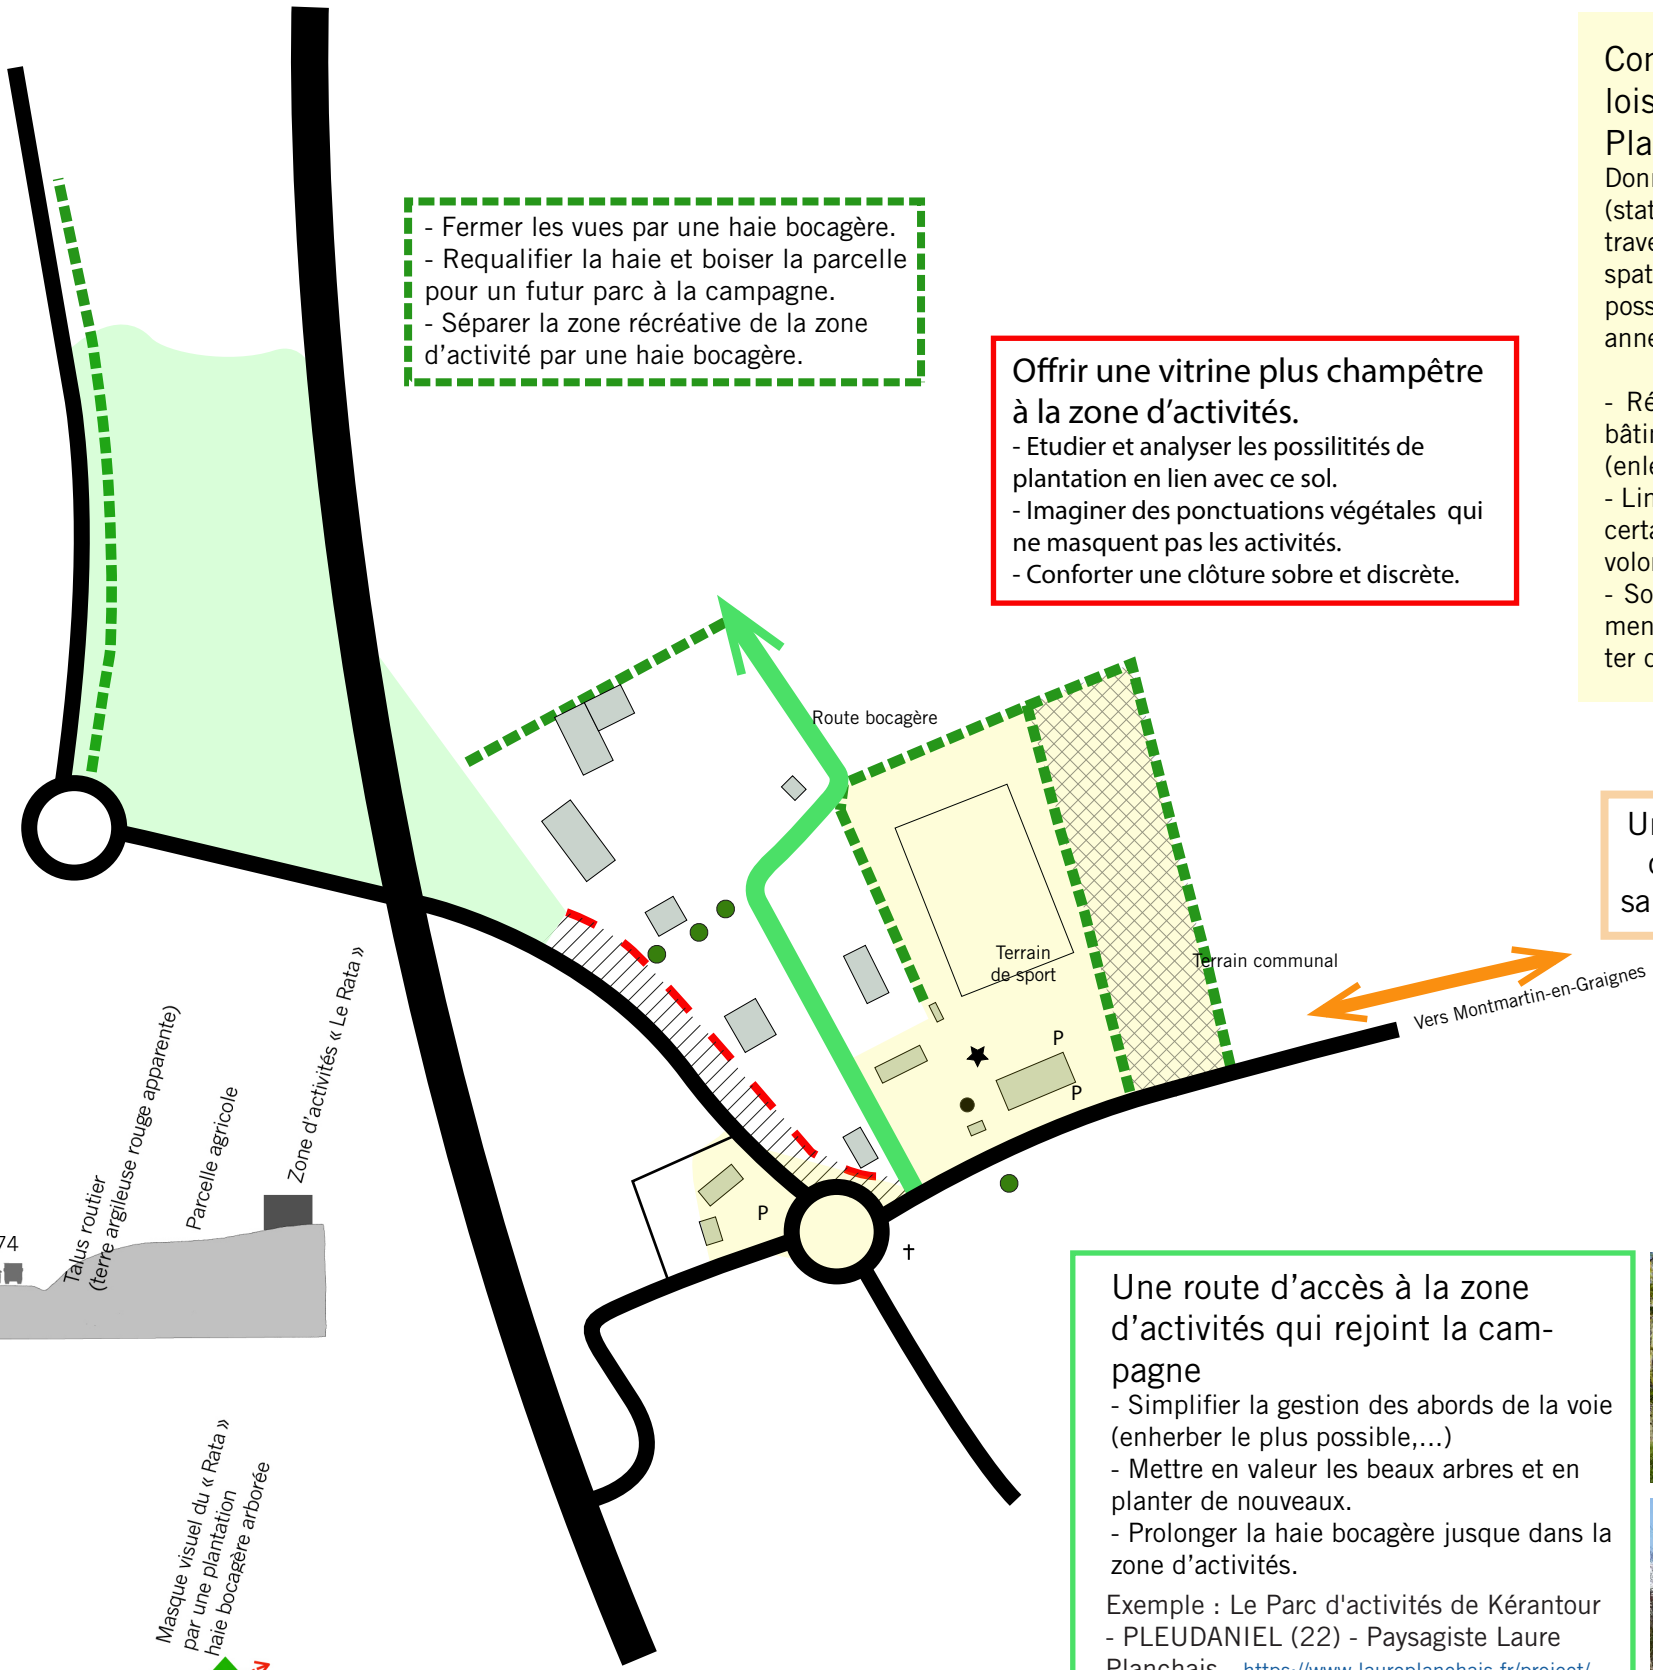 - Fermer les vues par une haie bocagère.
- Requalifier la haie et boiser la parcelle
pour un futur parc à la campagne.
- Séparer la zone récréative de la zone
d’activité par une haie bocagère.
Offrir une vitrine plus champêtre
à la zone d’activités.
- Etudier et analyser les possilitités de
plantation en lien avec ce sol.
- Imaginer des ponctuations végétales qui
ne masquent pas les activités.
- Conforter une clôture sobre et discrète.
Route bocagère
Terrain
de sport
Terrain communal
P
P
P
Vers Montmartin-en-Graignes
Talus routier
(terre argileuse rouge apparente)
Parcelle agricole
Zone d’activités « Le Rata »
74
Masque visuel du « Rata »
par une plantation
haie bocagère arborée
Une route d’accès à la zone
d’activités qui rejoint la cam-
pagne
- Simplifier la gestion des abords de la voie
(enherber le plus possible,...)
- Mettre en valeur les beaux arbres et en
planter de nouveaux.
- Prolonger la haie bocagère jusque dans la
zone d’activités.
Exemple : Le Parc d'activités de Kérantour
- PLEUDANIEL (22) - Paysagiste Laure
Planchais - https://www.laureplanchais.fr/project/